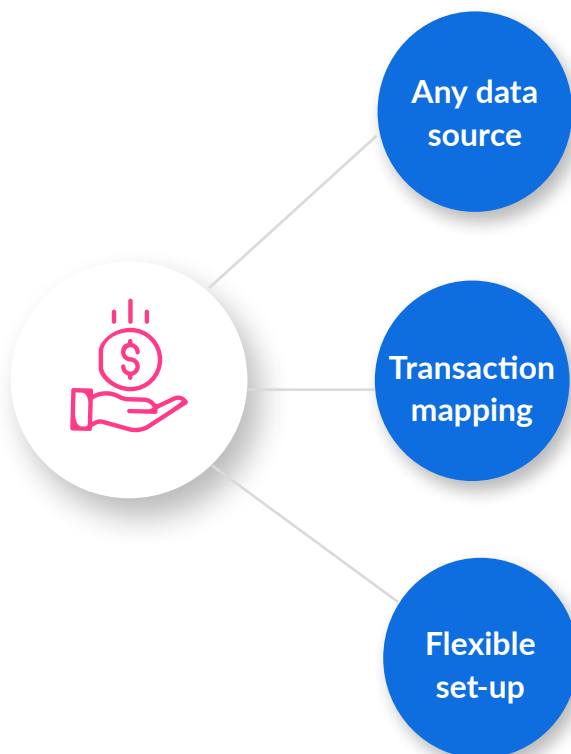 Any data
source
Transaction
mapping
Flexible
set-up